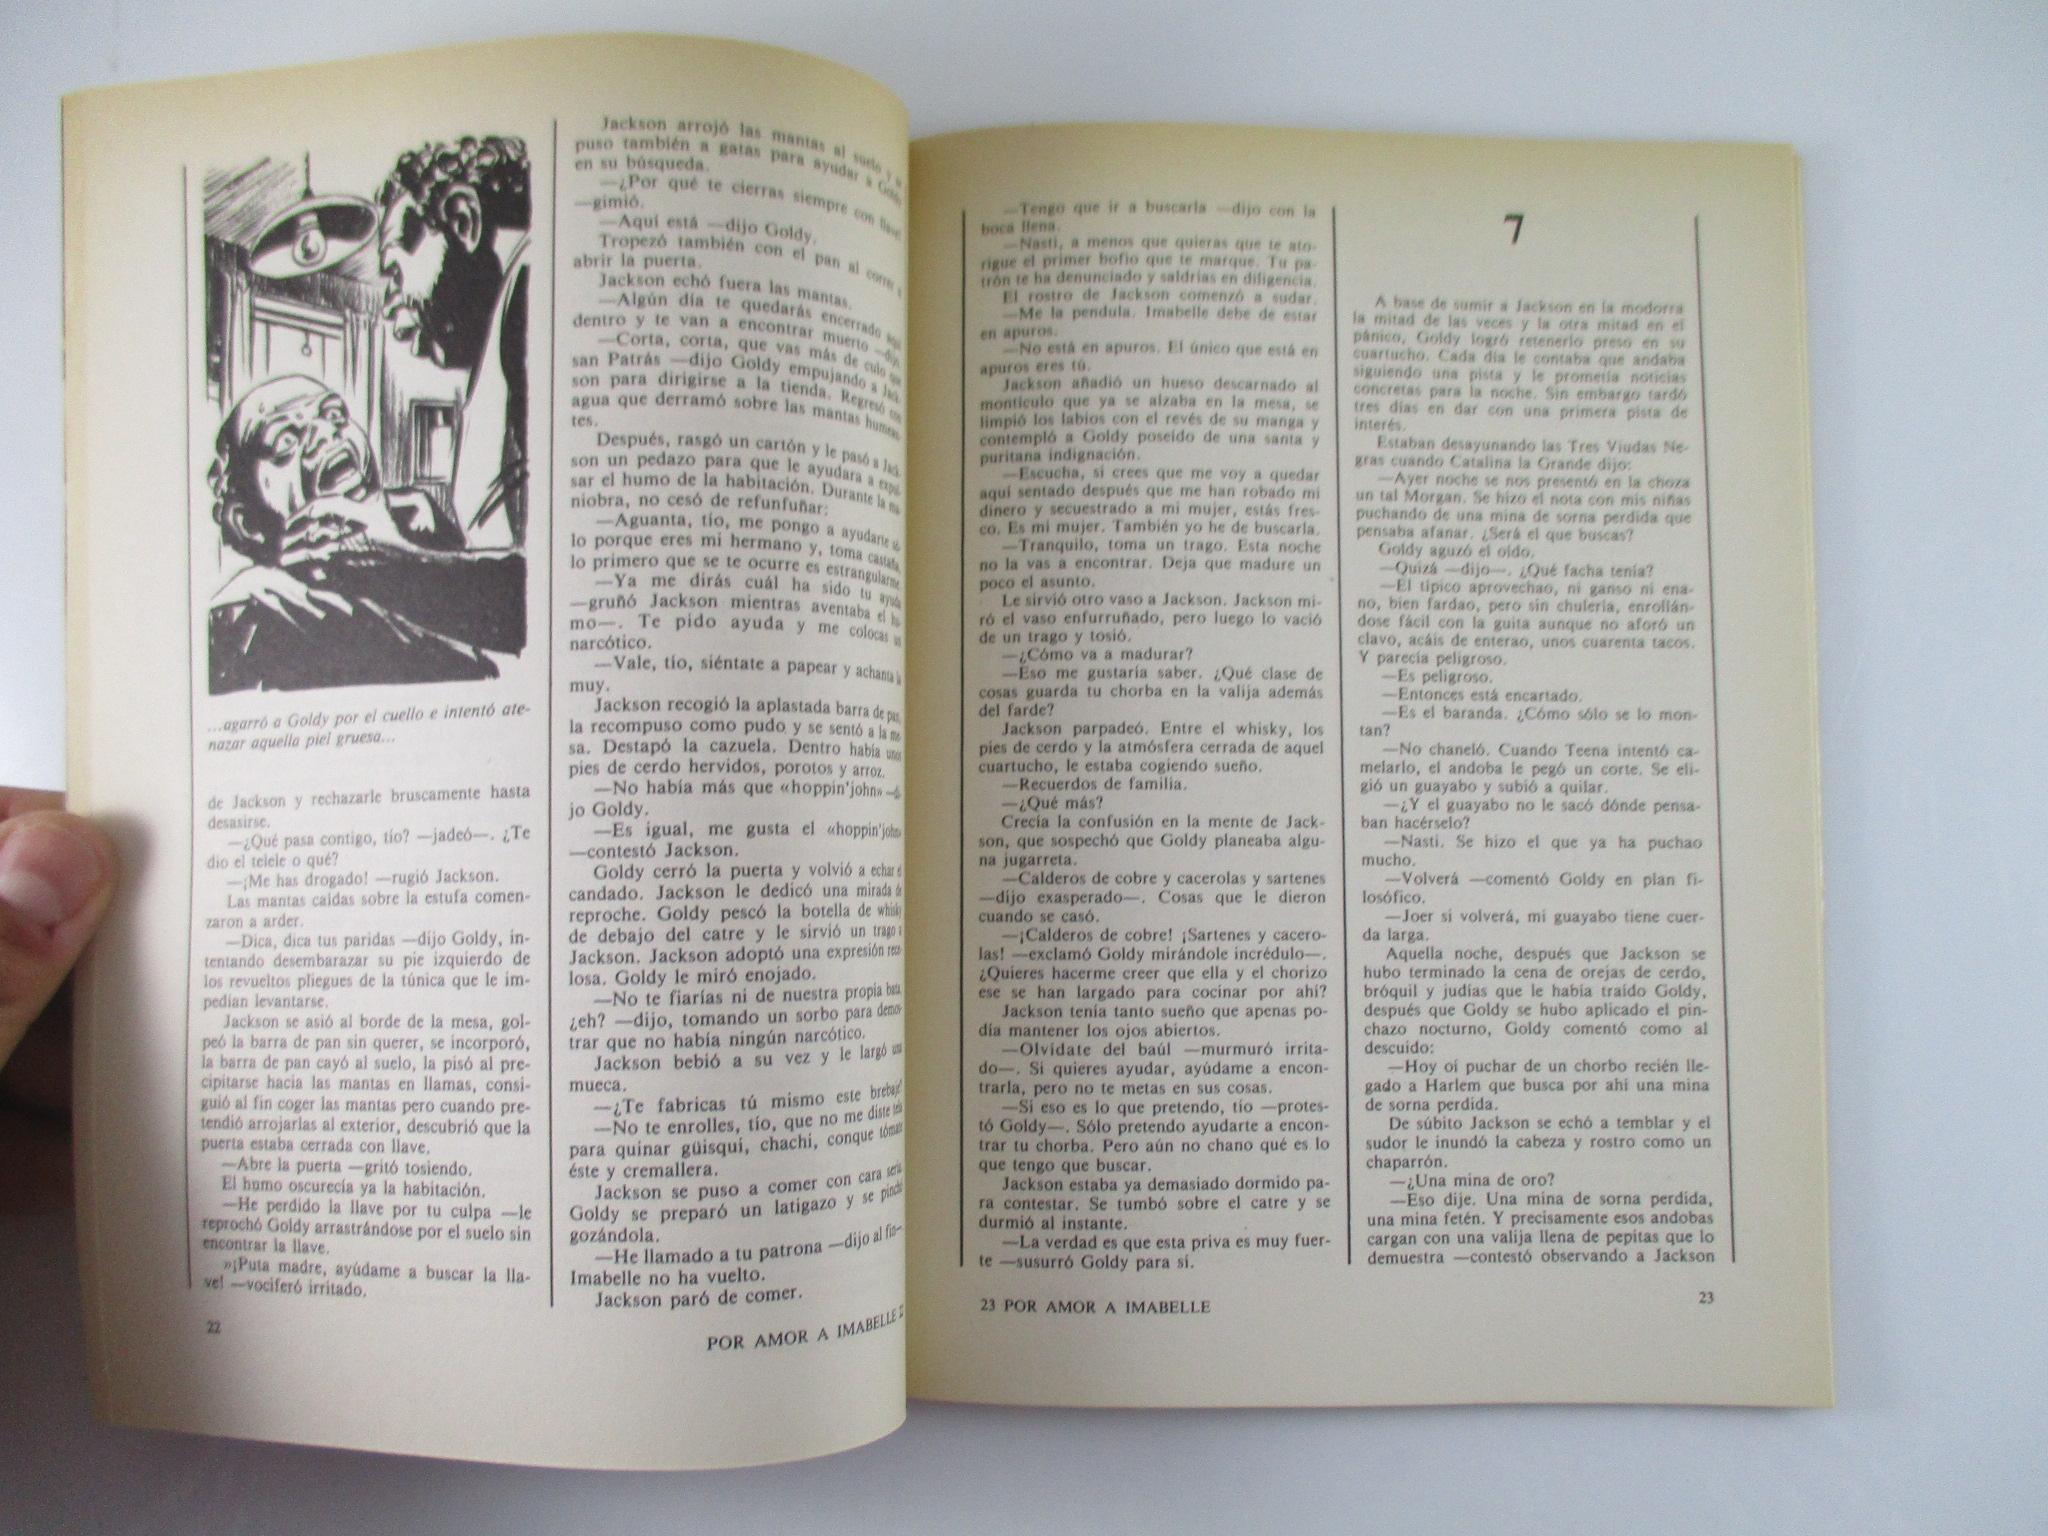 ...agarró a Goldy por el cuello e intentó ate-
nazar aquella piel gruesa...
de Jackson y rechazarle bruscamente hasta
desasirse.
—¿Qué pasa contigo, tío? —jadeó—. ¿Te
dio el telele o qué?
—¡Me has drogado! —rugió Jackson.
Las mantas caídas sobre la estufa comen-
zaron a arder.
—Dica, dica tus paridas —dijo Goldy, in-
tentando desembarazar su pie izquierdo de
los revueltos pliegues de la túnica que le im-
pedían levantarse.
Jackson se asió al borde de la mesa, gol-
peó la barra de pan sin querer, se incorporó,
la barra de pan cayó al suelo, la pisó al pre-
cipitarse hacia las mantas en llamas, consi-
guió al fin coger las mantas pero cuando pre-
tendió arrojarlas al exterior, descubrió que la
puerta estaba cerrada con llave.
—Abre la puerta —gritó tosiendo.
El humo oscurecía ya la habitación.
—He perdido la llave por tu culpa —le
reprochó Goldy arrastrándose por el suelo sin
encontrar la llave.
»¡Puta madre, ayúdame a buscar la lla-
ve! —vociferó irritado.
22
Jackson arrojó las mantas al suelo y se
puso también a gatas para ayudar a Goldy
en su búsqueda.
—¿Por qué te cierras siempre con llave?
—gimió.
—Aquí está —dijo Goldy.
Tropezó también con el pan al correr a
abrir la puerta.
Jackson echó fuera las mantas.
—Algún día te quedarás encerrado aquí
dentro y te van a encontrar muerto —dijo.
—Corta, corta, que vas más de culo que
san Patrás —dijo Goldy empujando a Jack-
son para dirigirse a la tienda. Regresó con
agua que derramó sobre las mantas humean-
tes.
Después, rasgó un cartón y le pasó a Jack-
son un pedazo para que le ayudara a expul-
sar el humo de la habitación. Durante la ma-
niobra, no cesó de refunfuñar:
—Aguanta, tío, me pongo a ayudarte só-
lo porque eres mi hermano y, toma castaña,
lo primero que se te ocurre es estrangularme.
—Ya me dirás cuál ha sido tu ayuda
—gruñó Jackson mientras aventaba el hu-
mo—. Te pido ayuda y me colocas un
narcótico.
—Vale, tío, siéntate a papear y achanta la
muy.
Jackson recogió la aplastada barra de pan,
la recompuso como pudo y se sentó a la me-
sa. Destapó la cazuela. Dentro había unos
pies de cerdo hervidos, porotos y arroz.
—No había más que «hoppin'john» —di-
jo Goldy.
—Es igual, me gusta el «hoppin'john»
—contestó Jackson.
Goldy cerró la puerta y volvió a echar el
candado. Jackson le dedicó una mirada de
reproche. Goldy pescó la botella de whisky
de debajo del catre y le sirvió un trago a
Jackson. Jackson adoptó una expresión rece-
losa. Goldy le miró enojado.
—No te fiarías ni de nuestra propia bata,
¿eh? —dijo, tomando un sorbo para demos-
trar que no había ningún narcótico.
Jackson bebió a su vez y le largó una
mueca.
—¿Te fabricas tú mismo este brebaje?
—No te enrolles, tío, que no me diste tela
para quinar güisqui, chachi, conque tómate
éste y cremallera.
Jackson se puso a comer con cara seria.
Goldy se preparó un latigazo y se pinchó
gozándola.
—He llamado a tu patrona —dijo al fin—.
Imabelle no ha vuelto.
Jackson paró de comer.
POR AMOR A IMABELLE 22
—Tengo que ir a buscarla —dijo con la
boca llena.
—Nasti, a menos que quieras que te ato-
rigue el primer bofio que te marque. Tu pa-
trón te ha denunciado y saldrías en diligencia.
El rostro de Jackson comenzó a sudar.
—Me la pendula. Imabelle debe de estar
en apuros.
—No está en apuros. El único que está en
apuros eres tú.
Jackson añadió un hueso descarnado al
montículo que ya se alzaba en la mesa, se
limpió los labios con el revés de su manga y
contempló a Goldy poseído de una santa y
puritana indignación.
—Escucha, si crees que me voy a quedar
aquí sentado después que me han robado mi
dinero y secuestrado a mi mujer, estás fres-
co. Es mi mujer. También yo he de buscarla.
—Tranquilo, toma un trago. Esta noche
no la vas a encontrar. Deja que madure un
poco el asunto.
Le sirvió otro vaso a Jackson. Jackson mi-
ró el vaso enfurruñado, pero luego lo vació
de un trago y tosió.
—¿Cómo va a madurar?
—Eso me gustaría saber. ¿Qué clase de
cosas guarda tu chorba en la valija además
del farde?
Jackson parpadeó. Entre el whisky, los
pies de cerdo y la atmósfera cerrada de aquel
cuartucho, le estaba cogiendo sueño.
—Recuerdos de familia.
—¿Qué más?
Crecía la confusión en la mente de Jack-
son, que sospechó que Goldy planeaba algu-
na jugarreta.
—Calderos de cobre y cacerolas y sartenes
—dijo exasperado—. Cosas que le dieron
cuando se casó.
—¡Calderos de cobre! ¡Sartenes y cacero-
las! —exclamó Goldy mirándole incrédulo—.
¿Quieres hacerme creer que ella y el chorizo
ese se han largado para cocinar por ahí?
Jackson tenía tanto sueño que apenas po-
día mantener los ojos abiertos.
—Olvídate del baúl —murmuró irrita-
do—. Si quieres ayudar, ayúdame a encon-
trarla, pero no te metas en sus cosas.
—Si eso es lo que pretendo, tío —protes-
tó Goldy—. Sólo pretendo ayudarte a encon-
trar tu chorba. Pero aún no chano qué es lo
que tengo que buscar.
Jackson estaba ya demasiado dormido pa-
ra contestar. Se tumbó sobre el catre y se
durmió al instante.
—La verdad es que esta priva es muy fuer-
te —susurró Goldy para sí.
23 POR AMOR A IMABELLE
7
A base de sumir a Jackson en la modorra
la mitad de las veces y la otra mitad en el
pánico, Goldy logró retenerlo preso en su
cuartucho. Cada día le contaba que andaba
siguiendo una pista y le prometía noticias
concretas para la noche. Sin embargo tardó
tres días en dar con una primera pista de
interés.
Estaban desayunando las Tres Viudas Ne-
gras cuando Catalina la Grande dijo:
—Ayer noche se nos presentó en la choza
un tal Morgan. Se hizo el nota con mis niñas
puchando de una mina de sorna perdida que
pensaba afanar. ¿Será el que buscas?
Goldy aguzó el oído.
—Quizá —dijo—. ¿Qué facha tenía?
—El típico aprovechao, ni ganso ni ena-
no, bien fardao, pero sin chulería, enrollán-
dose fácil con la guita aunque no aforó un
clavo, acáis de enterao, unos cuarenta tacos.
Y parecía peligroso.
—Es peligroso.
—Entonces está encartado.
—Es el baranda. ¿Cómo sólo se lo mon-
tan?
—No chaneló. Cuando Teena intentó ca-
melarlo, el andoba le pegó un corte. Se eli-
gió un guayabo y subió a quilar.
—¿Y el guayabo no le sacó dónde pensa-
ban hacérselo?
—Nasti. Se hizo el que ya ha puchao
mucho.
—Volverá —comentó Goldy en plan fi-
losófico.
—Joer si volverá, mi guayabo tiene cuer-
da larga.
Aquella noche, después que Jackson se
hubo terminado la cena de orejas de cerdo,
bróquil y judías que le había traído Goldy,
después que Goldy se hubo aplicado el pin-
chazo nocturno, Goldy comentó como al
descuido:
—Hoy oí puchar de un chorbo recién lle-
gado a Harlem que busca por ahí una mina
de sorna perdida.
De súbito Jackson se echó a temblar y el
sudor le inundó la cabeza y rostro como un
chaparrón.
—¿Una mina de oro?
—Eso dije. Una mina de sorna perdida,
una mina fetén. Y precisamente esos andobas
cargan con una valija llena de pepitas que lo
demuestra —contestó observando a Jackson
23